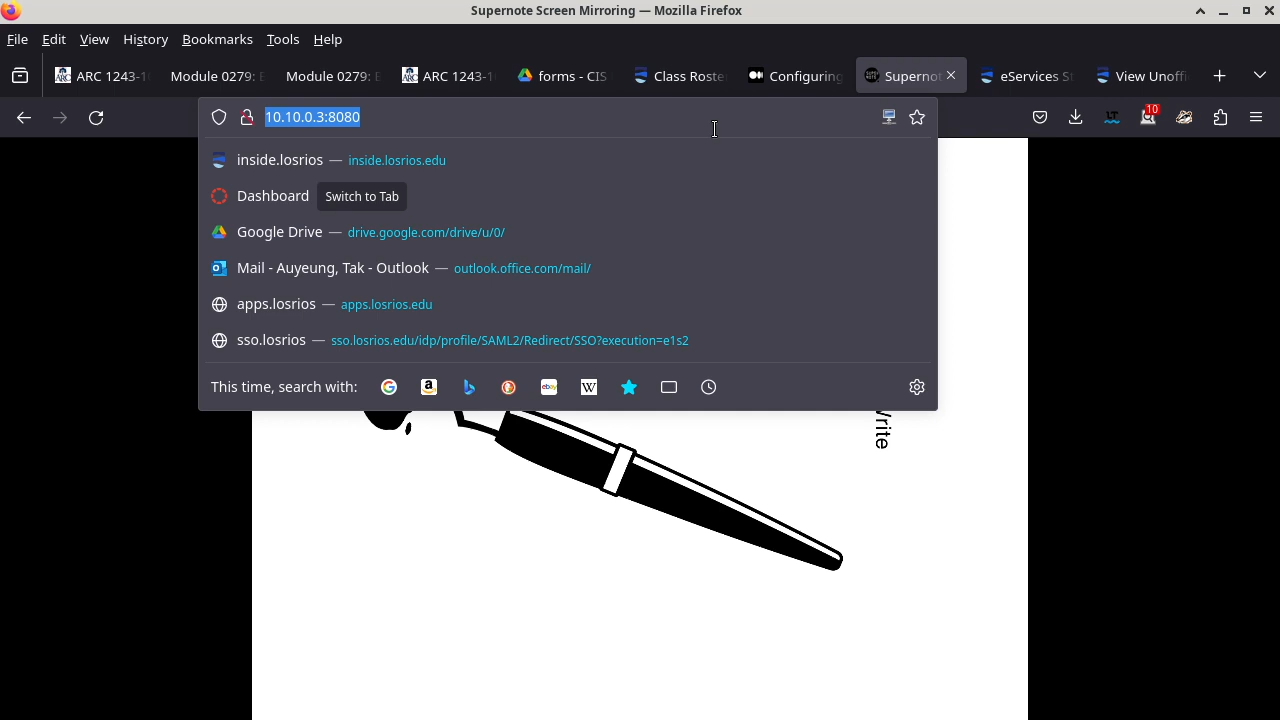 Supernote Screen Mirroring — Mozilla Firefox
File Edit View History Bookmarks Tools Help
ARC 1243-1 Module 0279: E Module 0279: E ARC 1243-1 forms - CIS Class Roste Configuring Superno eServices St View Unoffi
10.10.0.3:8080
10
inside.losrios — inside.losrios.edu
Dashboard Switch to Tab
Google Drive — drive.google.com/drive/u/0/
Mail - Auyeung, Tak - Outlook — outlook.office.com/mail/
apps.losrios — apps.losrios.edu
sso.losrios — sso.losrios.edu/idp/profile/SAML2/Redirect/SSO?execution=e1s2
This time, search with: